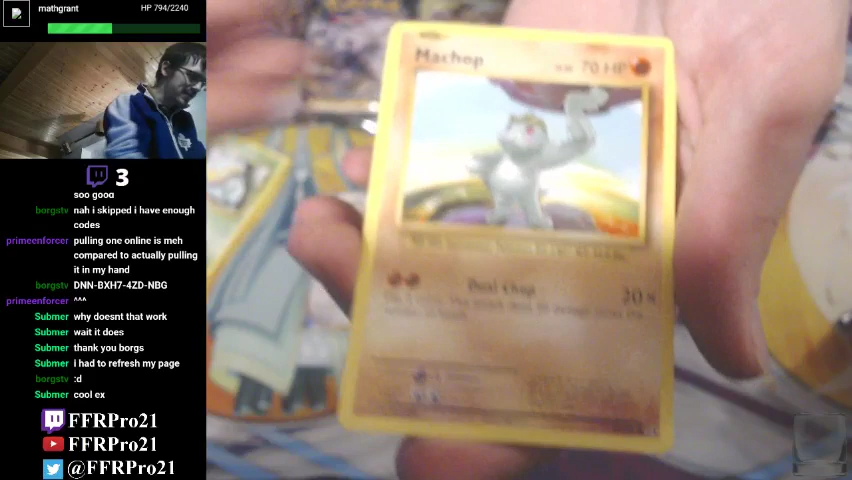 mathgrant
HP 794/2240
3
soo good
borgstv nah i skipped i have enough
codes
primeenforcer pulling one online is meh
compared to actually pulling
it in my hand
borgstv DNN-BXH7-4ZD-NBG
primeenforcer ^^^
Submer why doesnt that work
Submer wait it does
Submer thank you borgs
Submer i had to refresh my page
borgstv :d
Submer cool ex
FFRPro21
FFRPro21
@FFRPro21
Machop
70 HP
Dual Chop
20×